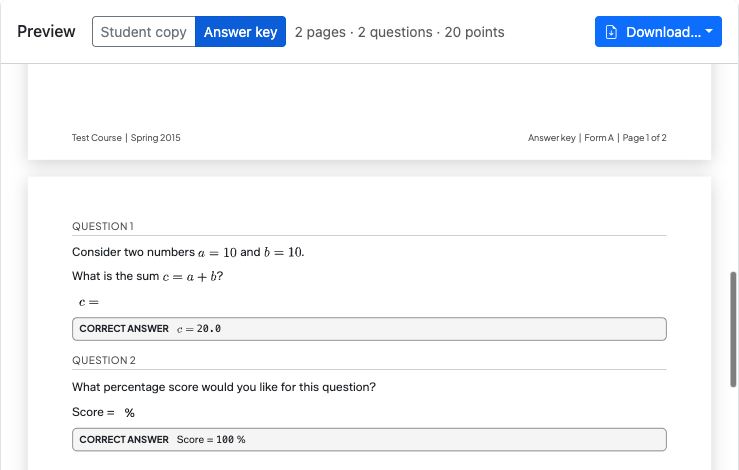 Preview Student copy Answer key 2 pages · 2 questions · 20 points Download...
Test Course | Spring 2015 Answer key | Form A | Page 1 of 2
QUESTION 1
Consider two numbers a = 10 and b = 10.
What is the sum c = a + b?
c =
CORRECT ANSWER c = 20.0
QUESTION 2
What percentage score would you like for this question?
Score = %
CORRECT ANSWER Score = 100 %